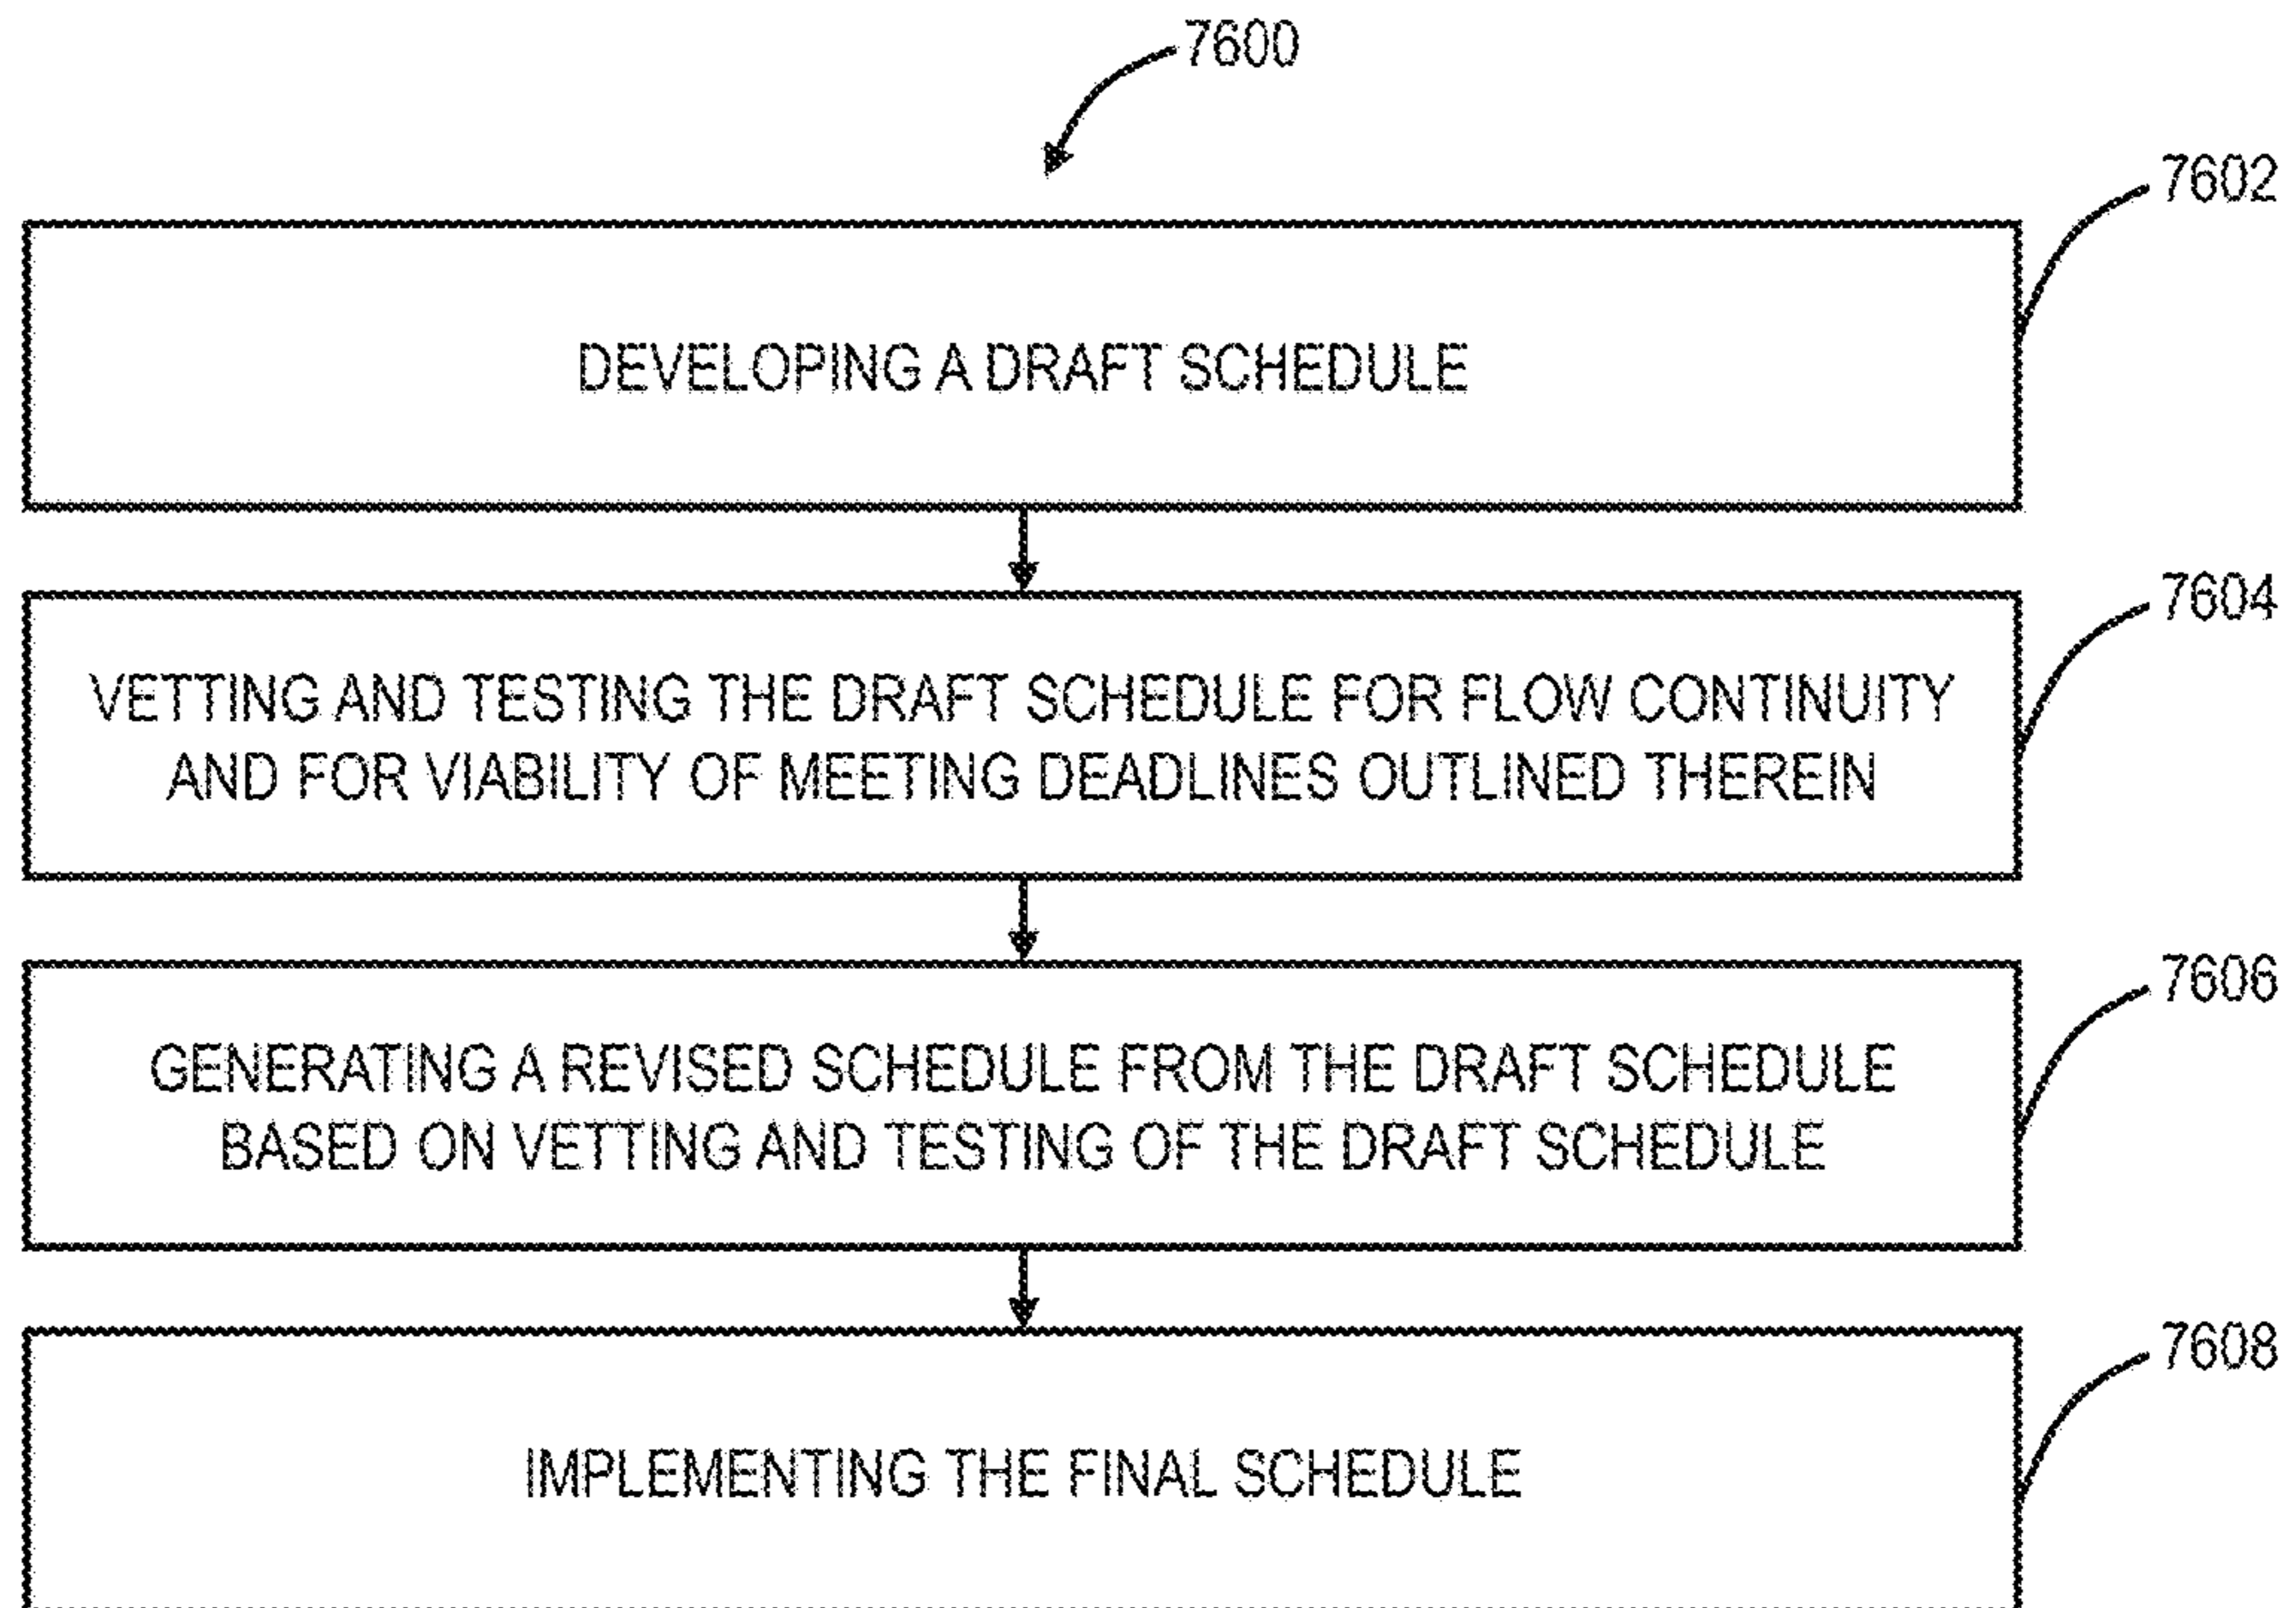 7600
7602
DEVELOPING A DRAFT SCHEDULE
7604
VETTING AND TESTING THE DRAFT SCHEDULE FOR FLOW CONTINUITY
AND FOR VIABILITY OF MEETING DEADLINES OUTLINED THEREIN
7606
GENERATING A REVISED SCHEDULE FROM THE DRAFT SCHEDULE
BASED ON VETTING AND TESTING OF THE DRAFT SCHEDULE
7608
IMPLEMENTING THE FINAL SCHEDULE